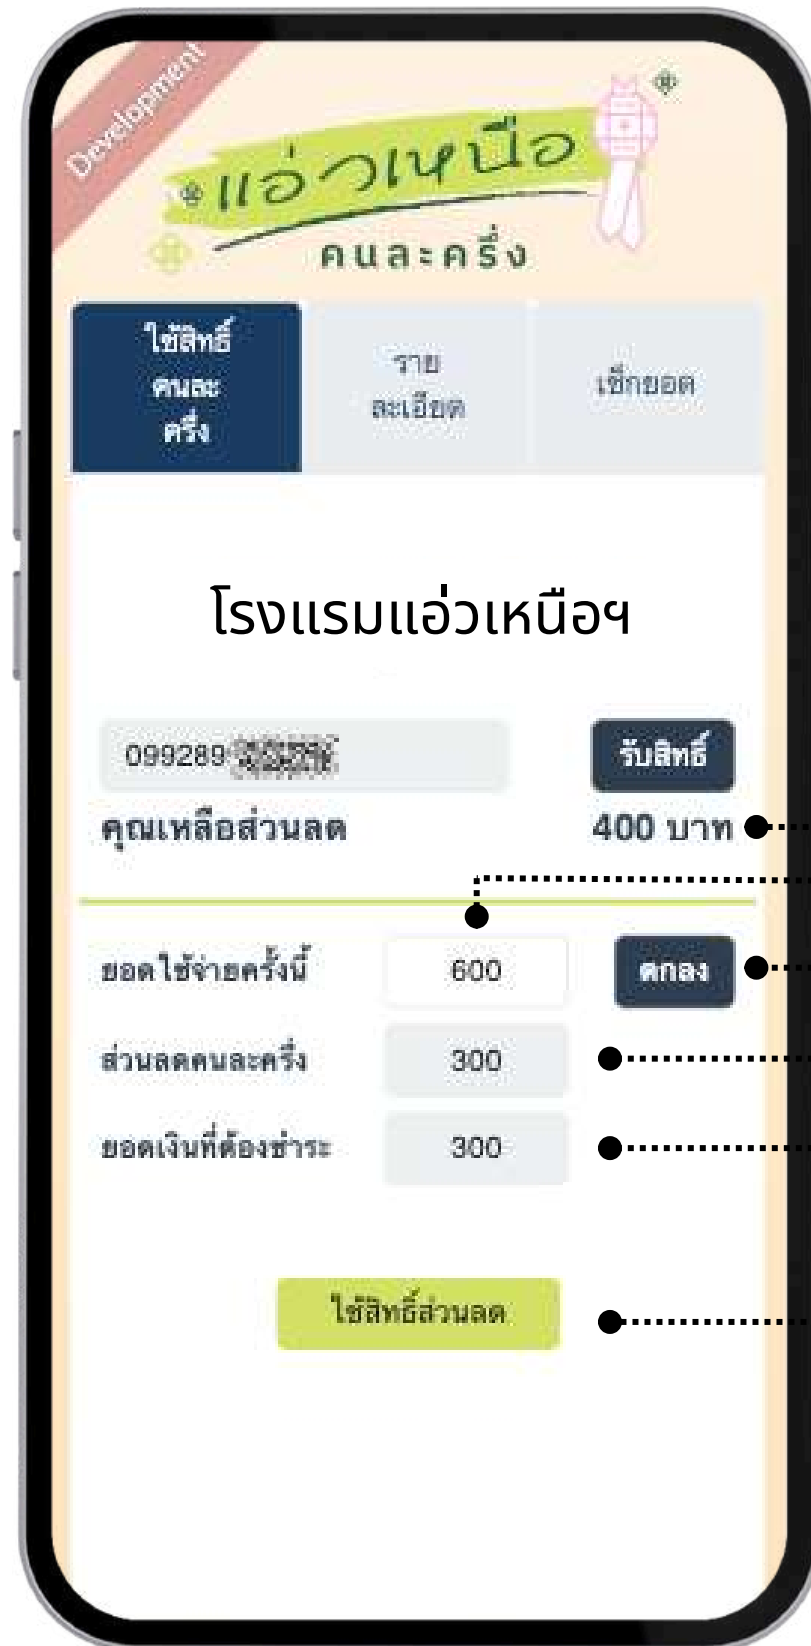 Development
แอ่วเหนือ
คนละครึ่ง
ใช้สิทธิ์
คนละ
ครึ่ง
ราย
ละเอียด
เช็กยอด
โรงแรมแอ่วเหนือฯ
099289
รับสิทธิ์
คุณเหลือส่วนลด
400 บาท
ยอดใช้จ่ายครั้งนี้
600
ตกลง
ส่วนลดคนละครึ่ง
300
ยอดเงินที่ต้องชำระ
300
ใช้สิทธิ์ส่วนลด